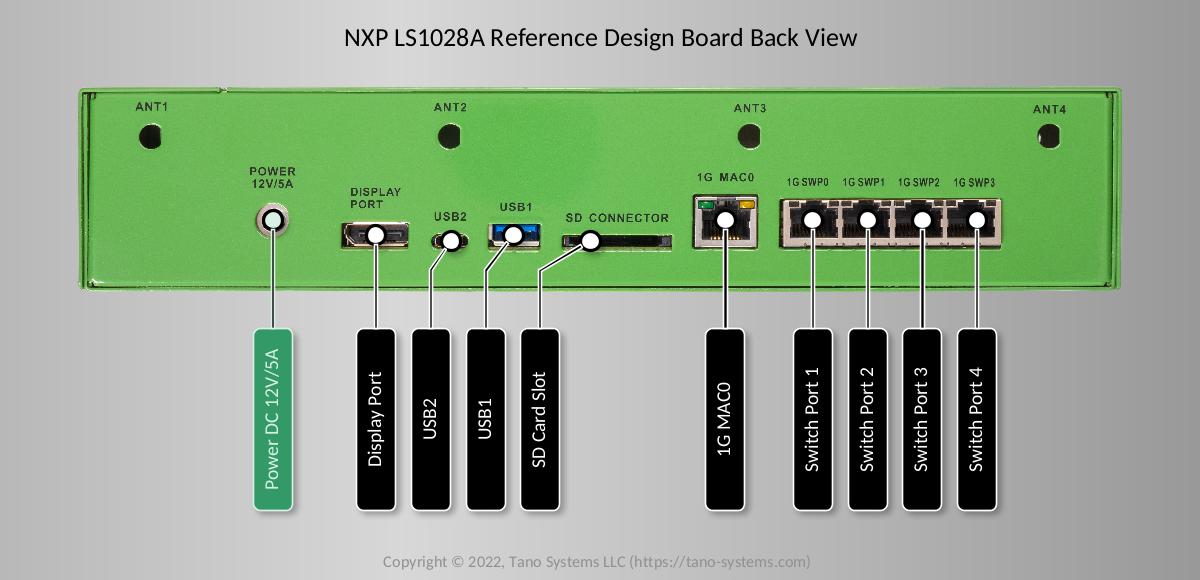 NXP LS1028A Reference Design Board Back View
ANT1
ANT2
ANT3
ANT4
POWER
12V/5A
DISPLAY
PORT
USB2
USB1
SD CONNECTOR
1G MAC0
1G SWP0
1G SWP1
1G SWP2
1G SWP3
Power DC 12V/5A
Display Port
USB2
USB1
SD Card Slot
1G MAC0
Switch Port 1
Switch Port 2
Switch Port 3
Switch Port 4
Copyright © 2022, Tano Systems LLC (https://tano-systems.com)